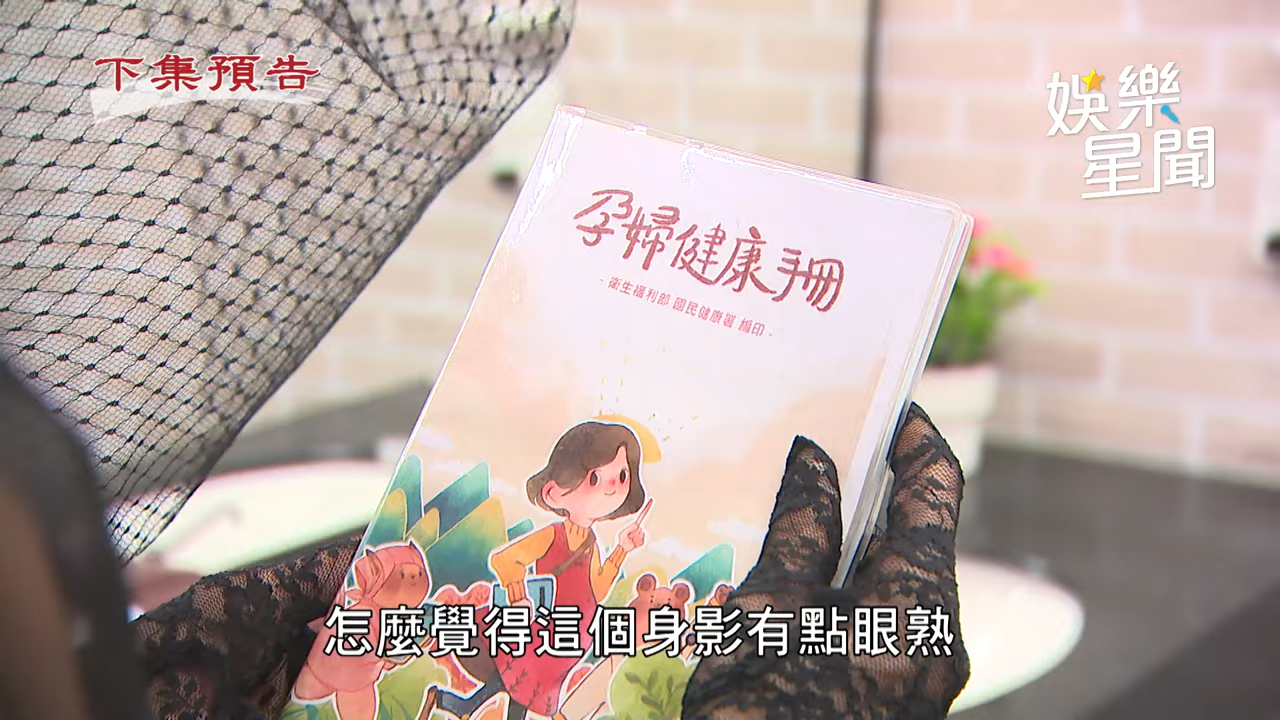 下集預告
娛樂
星聞
孕婦健康手冊
- 衛生福利部 國民健康署 編印 -
怎麼覺得這個身影有點眼熟